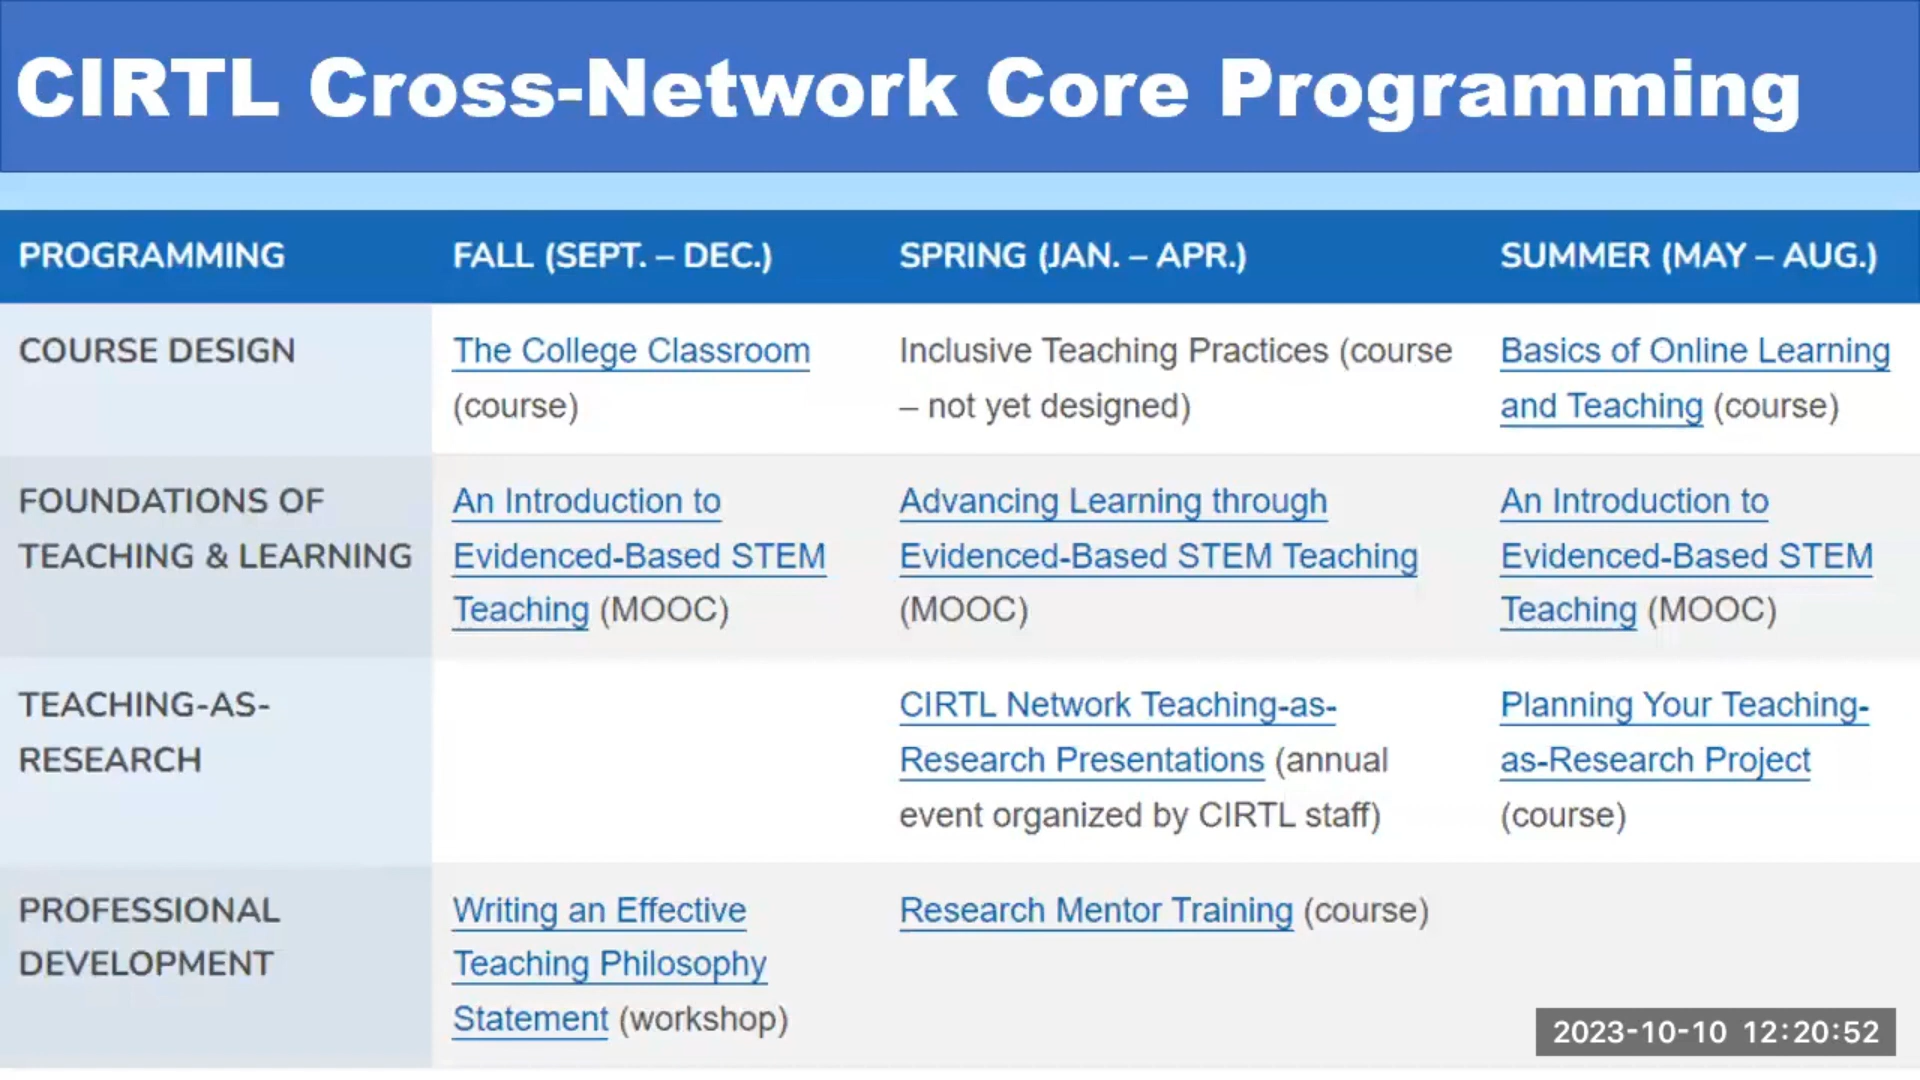 CIRTL Cross-Network Core Programming
PROGRAMMING
FALL (SEPT. – DEC.)
SPRING (JAN. – APR.)
SUMMER (MAY – AUG.)
COURSE DESIGN
The College Classroom
(course)
Inclusive Teaching Practices (course
– not yet designed)
Basics of Online Learning
and Teaching (course)
FOUNDATIONS OF
TEACHING & LEARNING
An Introduction to
Evidenced-Based STEM
Teaching (MOOC)
Advancing Learning through
Evidenced-Based STEM Teaching
(MOOC)
An Introduction to
Evidenced-Based STEM
Teaching (MOOC)
TEACHING-AS-
RESEARCH
CIRTL Network Teaching-as-
Research Presentations (annual
event organized by CIRTL staff)
Planning Your Teaching-
as-Research Project
(course)
PROFESSIONAL
DEVELOPMENT
Writing an Effective
Teaching Philosophy
Statement (workshop)
Research Mentor Training (course)
2023-10-10 12:20:52